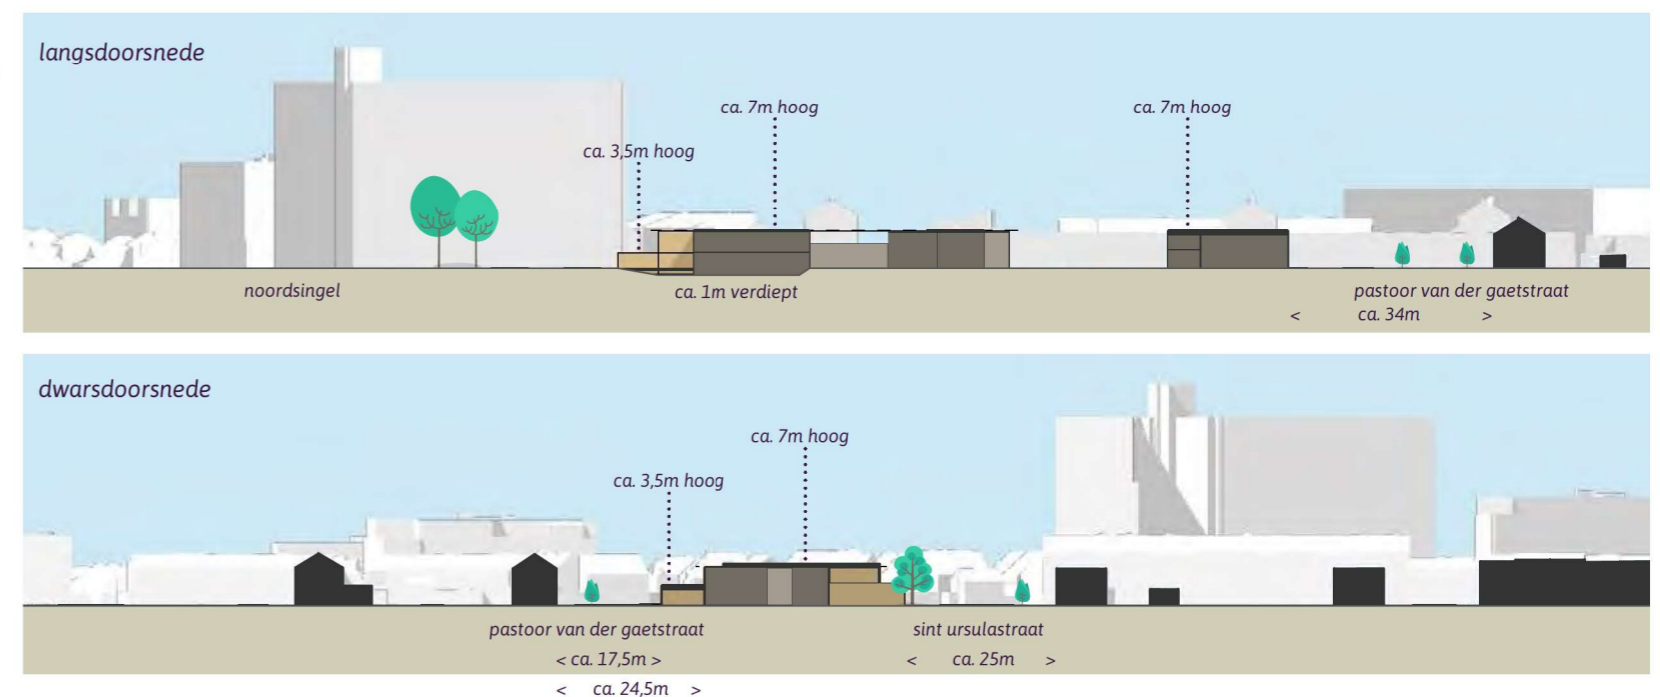 langsdoorsnede
ca. 7m hoog
ca. 7m hoog
ca. 3,5m hoog
noordsingel
ca. 1m verdiept
pastoor van der gaetstraat
< ca. 34m >
dwarsdoorsnede
ca. 7m hoog
ca. 3,5m hoog
pastoor van der gaetstraat
sint ursulastraat
< ca. 17,5m >
< ca. 25m >
< ca. 24,5m >